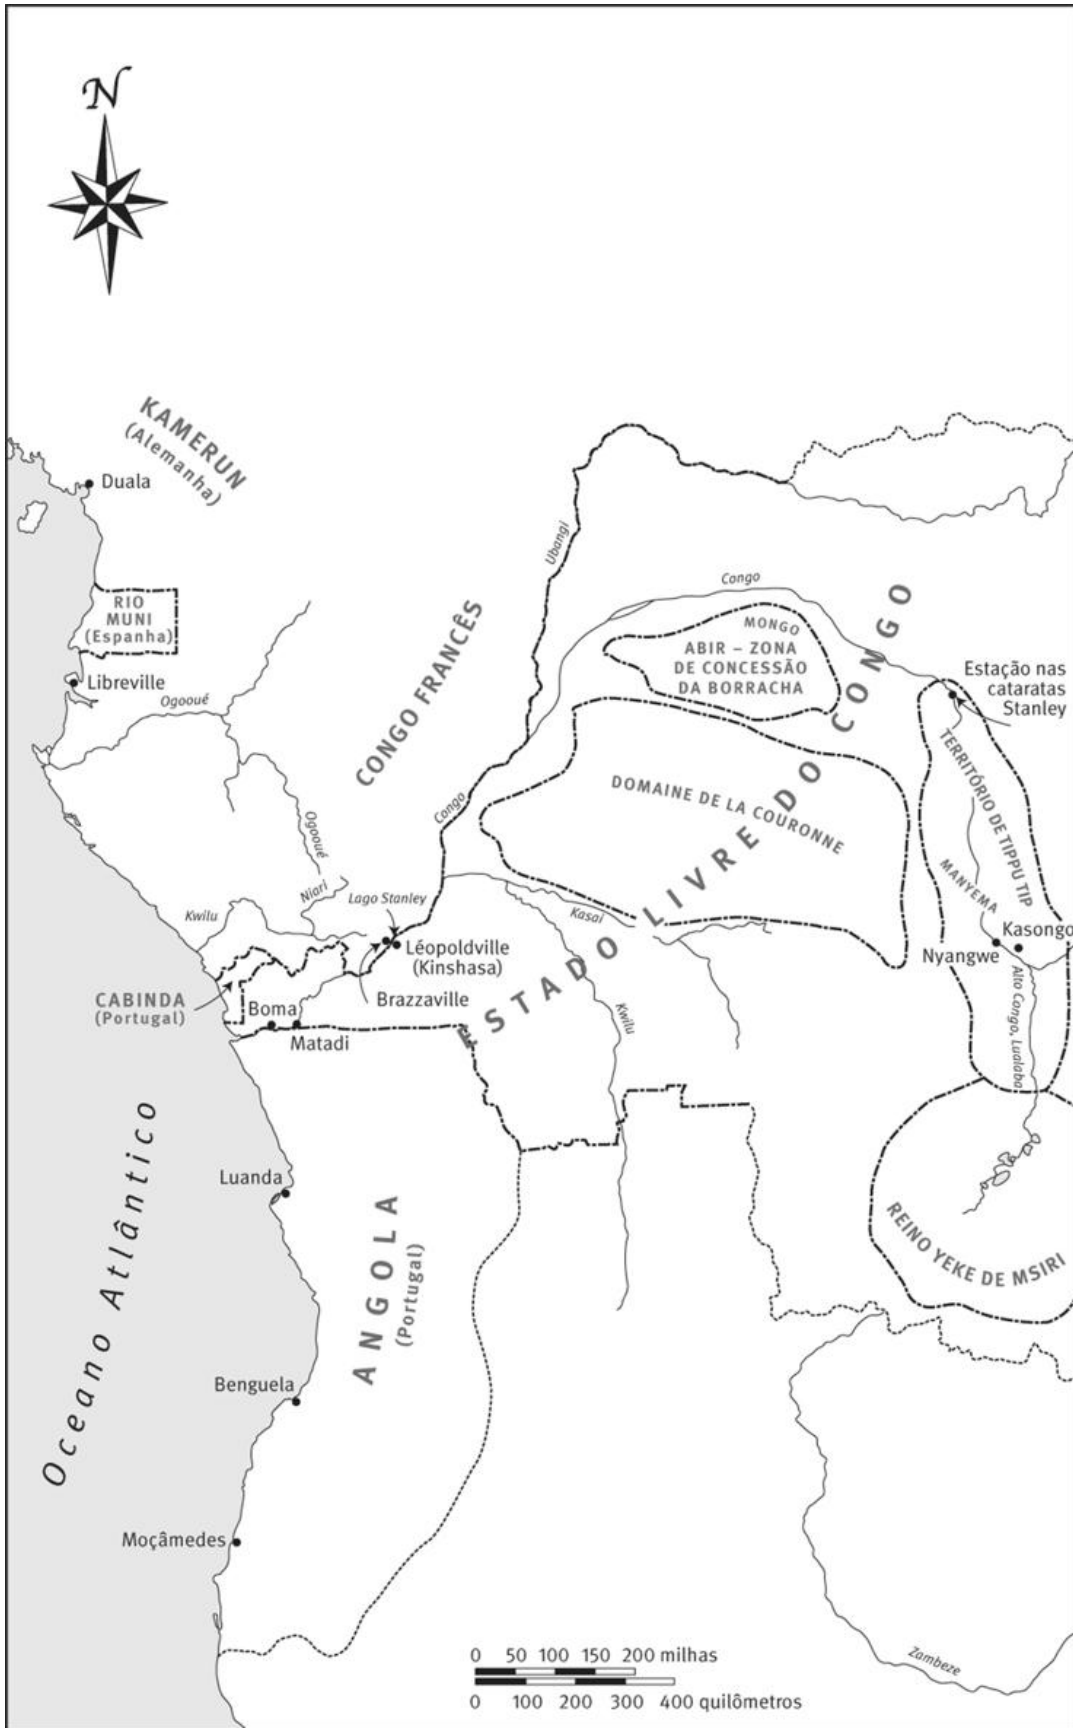 N
KAMERUN
(Alemanha)
Duala
Ubangi
Congo
RIO
MUNI
(Espanha)
MONGO
ABIR – ZONA
DE CONCESSÃO
DA BORRACHA
Libreville
Ogooué
CONGO FRANCÊS
Estação nas
cataratas
Stanley
ESTADO LIVRE DO CONGO
TERRITÓRIO DE TIPPU TIP
DOMAINE DE LA COURONNE
Congo
Ogooué
MANYEMA
Niari
Lago Stanley
Kwilu
Kasai
Kasongo
Nyangwe
Léopoldville
(Kinshasa)
CABINDA
(Portugal)
Brazzaville
Boma
Matadi
Kwilu
Alto Congo, Lualaba
Oceano Atlântico
Luanda
ANGOLA
(Portugal)
REINO YEKE DE MSIRI
Benguela
Moçâmedes
Zambeze
0 50 100 150 200 milhas
0 100 200 300 400 quilômetros